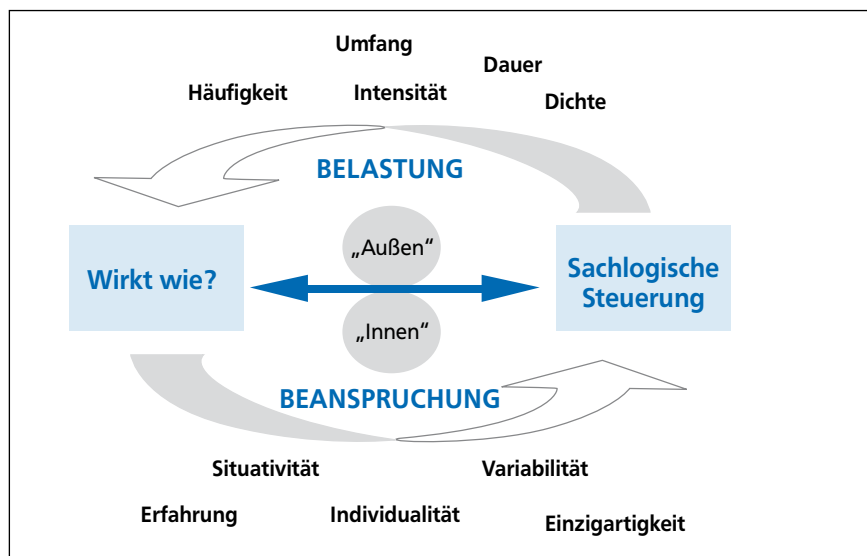 Umfang
Dauer
Häufigkeit
Intensität
Dichte
BELASTUNG
„Außen“
Wirkt wie?
Sachlogische
Steuerung
„Innen“
BEANSPRUCHUNG
Situativität
Variabilität
Erfahrung
Individualität
Einzigartigkeit